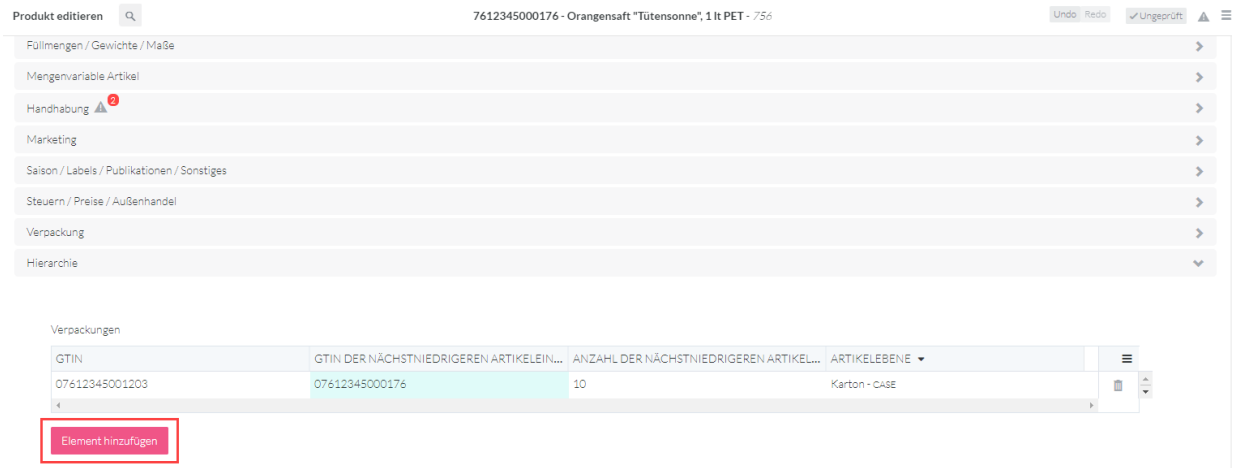 Produkt editieren
7612345000176 - Orangensaft "Tütensonne", 1 lt PET - 756
Undo Redo
Ungeprüft
Füllmengen / Gewichte / Maße
Mengenvariable Artikel
Handhabung 2
Marketing
Saison / Labels / Publikationen / Sonstiges
Steuern / Preise / Außenhandel
Verpackung
Hierarchie
Verpackungen
GTIN GTIN DER NÄCHSTNIEDRIGEREN ARTIKELEIN... ANZAHL DER NÄCHSTNIEDRIGEREN ARTIKEL... ARTIKELEBENE
07612345001203 07612345000176 10 Karton - CASE
Element hinzufügen